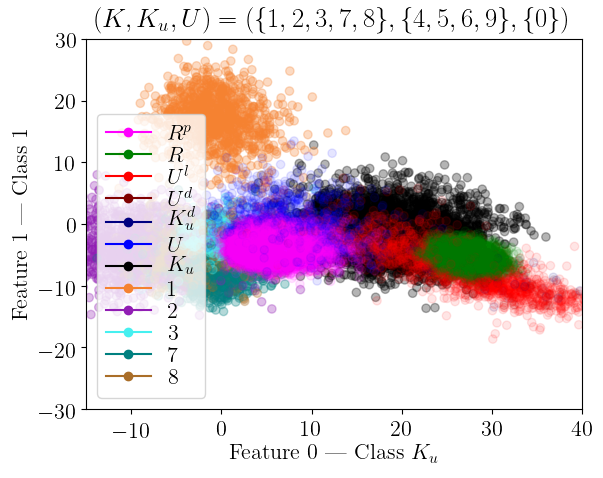 (K, K_u, U) = ({1, 2, 3, 7, 8}, {4, 5, 6, 9}, {0})
30
20
10
0
−10
−20
−30
Feature 1 — Class 1
R^p
R
U^l
U^d
K_u^d
U
K_u
1
2
3
7
8
−10
0
10
20
30
40
Feature 0 — Class K_u